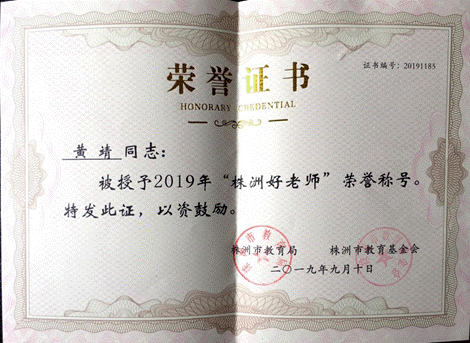 证书编号：20191185
荣誉证书
HONORARY CREDENTIAL
黄靖同志：
被授予2019年“株洲好老师”荣誉称号。
特发此证，以资鼓励。
株洲市教育局 株洲市教育基金会
二〇一九年九月十日